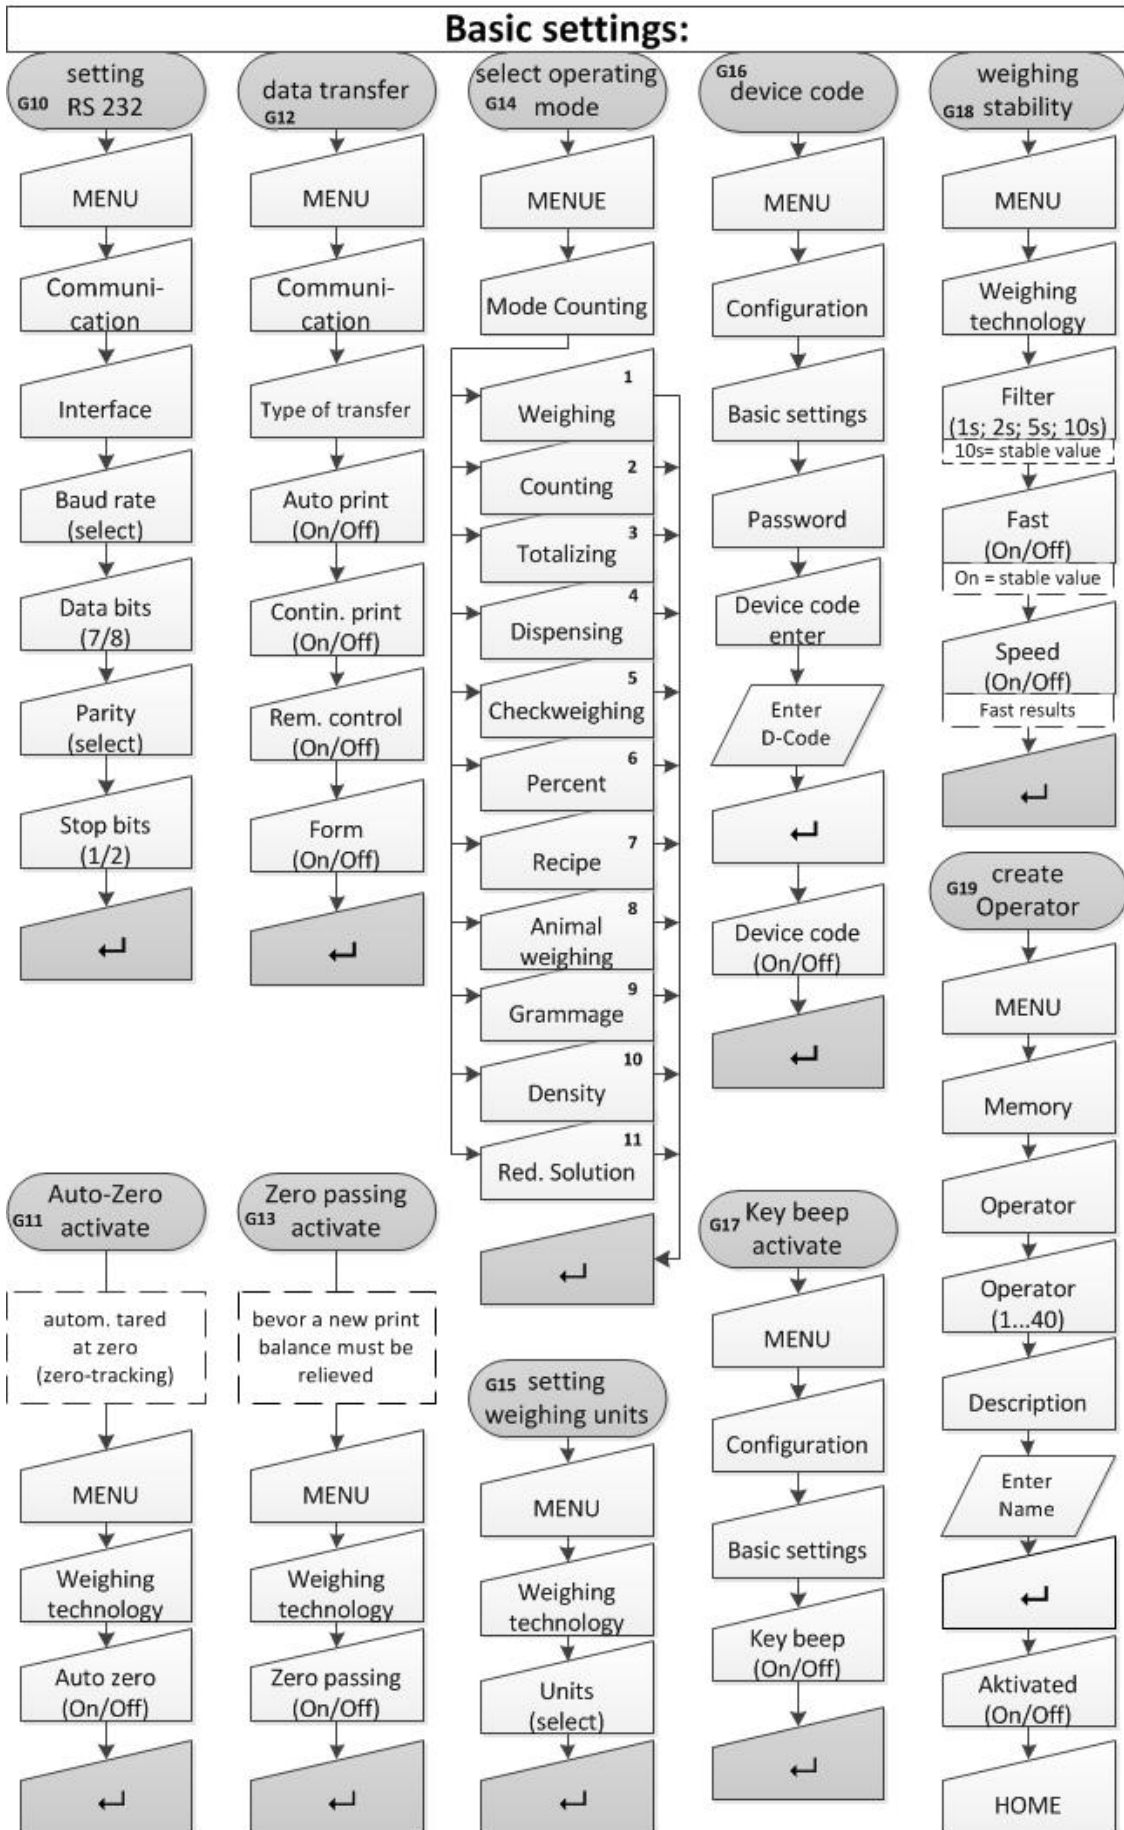 Basic settings:
G10 setting
RS 232
MENU
Communi-
cation
Interface
Baud rate
(select)
Data bits
(7/8)
Parity
(select)
Stop bits
(1/2)
↵
G11 Auto-Zero
activate
autom. tared
at zero
(zero-tracking)
MENU
Weighing
technology
Auto zero
(On/Off)
↵
data transfer
G12
MENU
Communi-
cation
Type of transfer
Auto print
(On/Off)
Contin. print
(On/Off)
Rem. control
(On/Off)
Form
(On/Off)
↵
Zero passing
G13 activate
bevor a new print
balance must be
relieved
MENU
Weighing
technology
Zero passing
(On/Off)
↵
select operating
G14 mode
MENUE
Mode Counting
1
Weighing
2
Counting
3
Totalizing
4
Dispensing
5
Checkweighing
6
Percent
7
Recipe
8
Animal
weighing
9
Grammage
10
Density
11
Red. Solution
↵
G15 setting
weighing units
MENU
Weighing
technology
Units
(select)
↵
G16
device code
MENU
Configuration
Basic settings
Password
Device code
enter
Enter
D-Code
↵
Device code
(On/Off)
↵
G17 Key beep
activate
MENU
Configuration
Basic settings
Key beep
(On/Off)
↵
weighing
G18 stability
MENU
Weighing
technology
Filter
(1s; 2s; 5s; 10s)
10s= stable value
Fast
(On/Off)
On = stable value
Speed
(On/Off)
Fast results
↵
G19 create
Operator
MENU
Memory
Operator
Operator
(1...40)
Description
Enter
Name
↵
Aktivated
(On/Off)
HOME